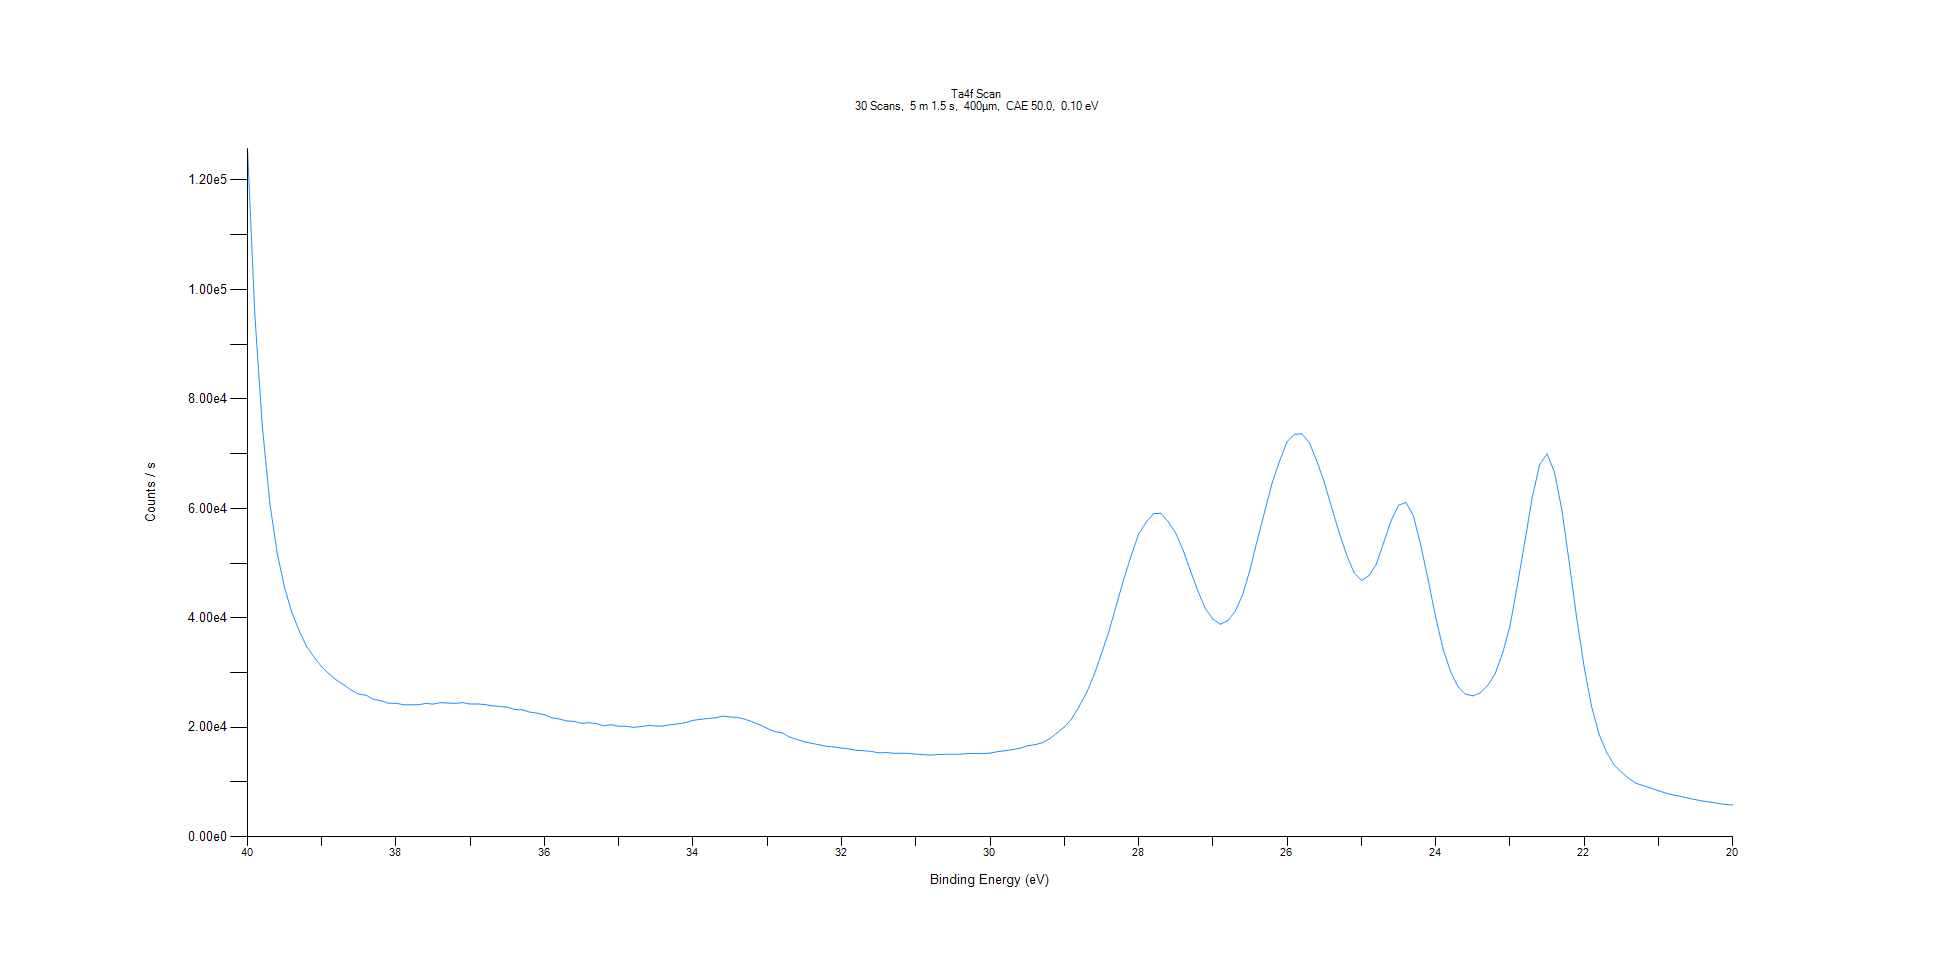 Ta4f Scan
30 Scans, 5 m 1.5 s, 400µm, CAE 50.0, 0.10 eV
1.20e5
1.00e5
8.00e4
6.00e4
4.00e4
2.00e4
0.00e0
Counts / s
40 38 36 34 32 30 28 26 24 22 20
Binding Energy (eV)